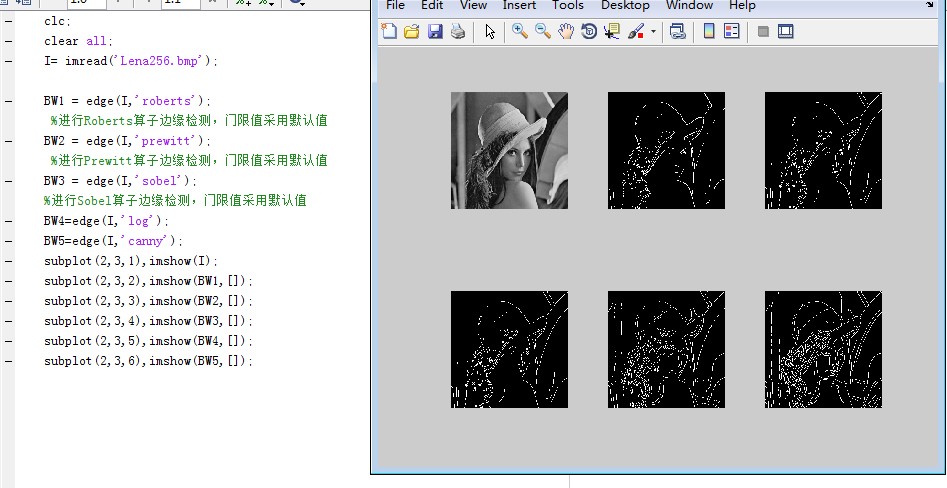 File Edit View Insert Tools Desktop Window Help
clc;
clear all;
I= imread('Lena256.bmp');
BW1 = edge(I,'roberts');
%进行Roberts算子边缘检测，门限值采用默认值
BW2 = edge(I,'prewitt');
%进行Prewitt算子边缘检测，门限值采用默认值
BW3 = edge(I,'sobel');
%进行Sobel算子边缘检测，门限值采用默认值
BW4=edge(I,'log');
BW5=edge(I,'canny');
subplot(2,3,1),imshow(I);
subplot(2,3,2),imshow(BW1,[]);
subplot(2,3,3),imshow(BW2,[]);
subplot(2,3,4),imshow(BW3,[]);
subplot(2,3,5),imshow(BW4,[]);
subplot(2,3,6),imshow(BW5,[]);